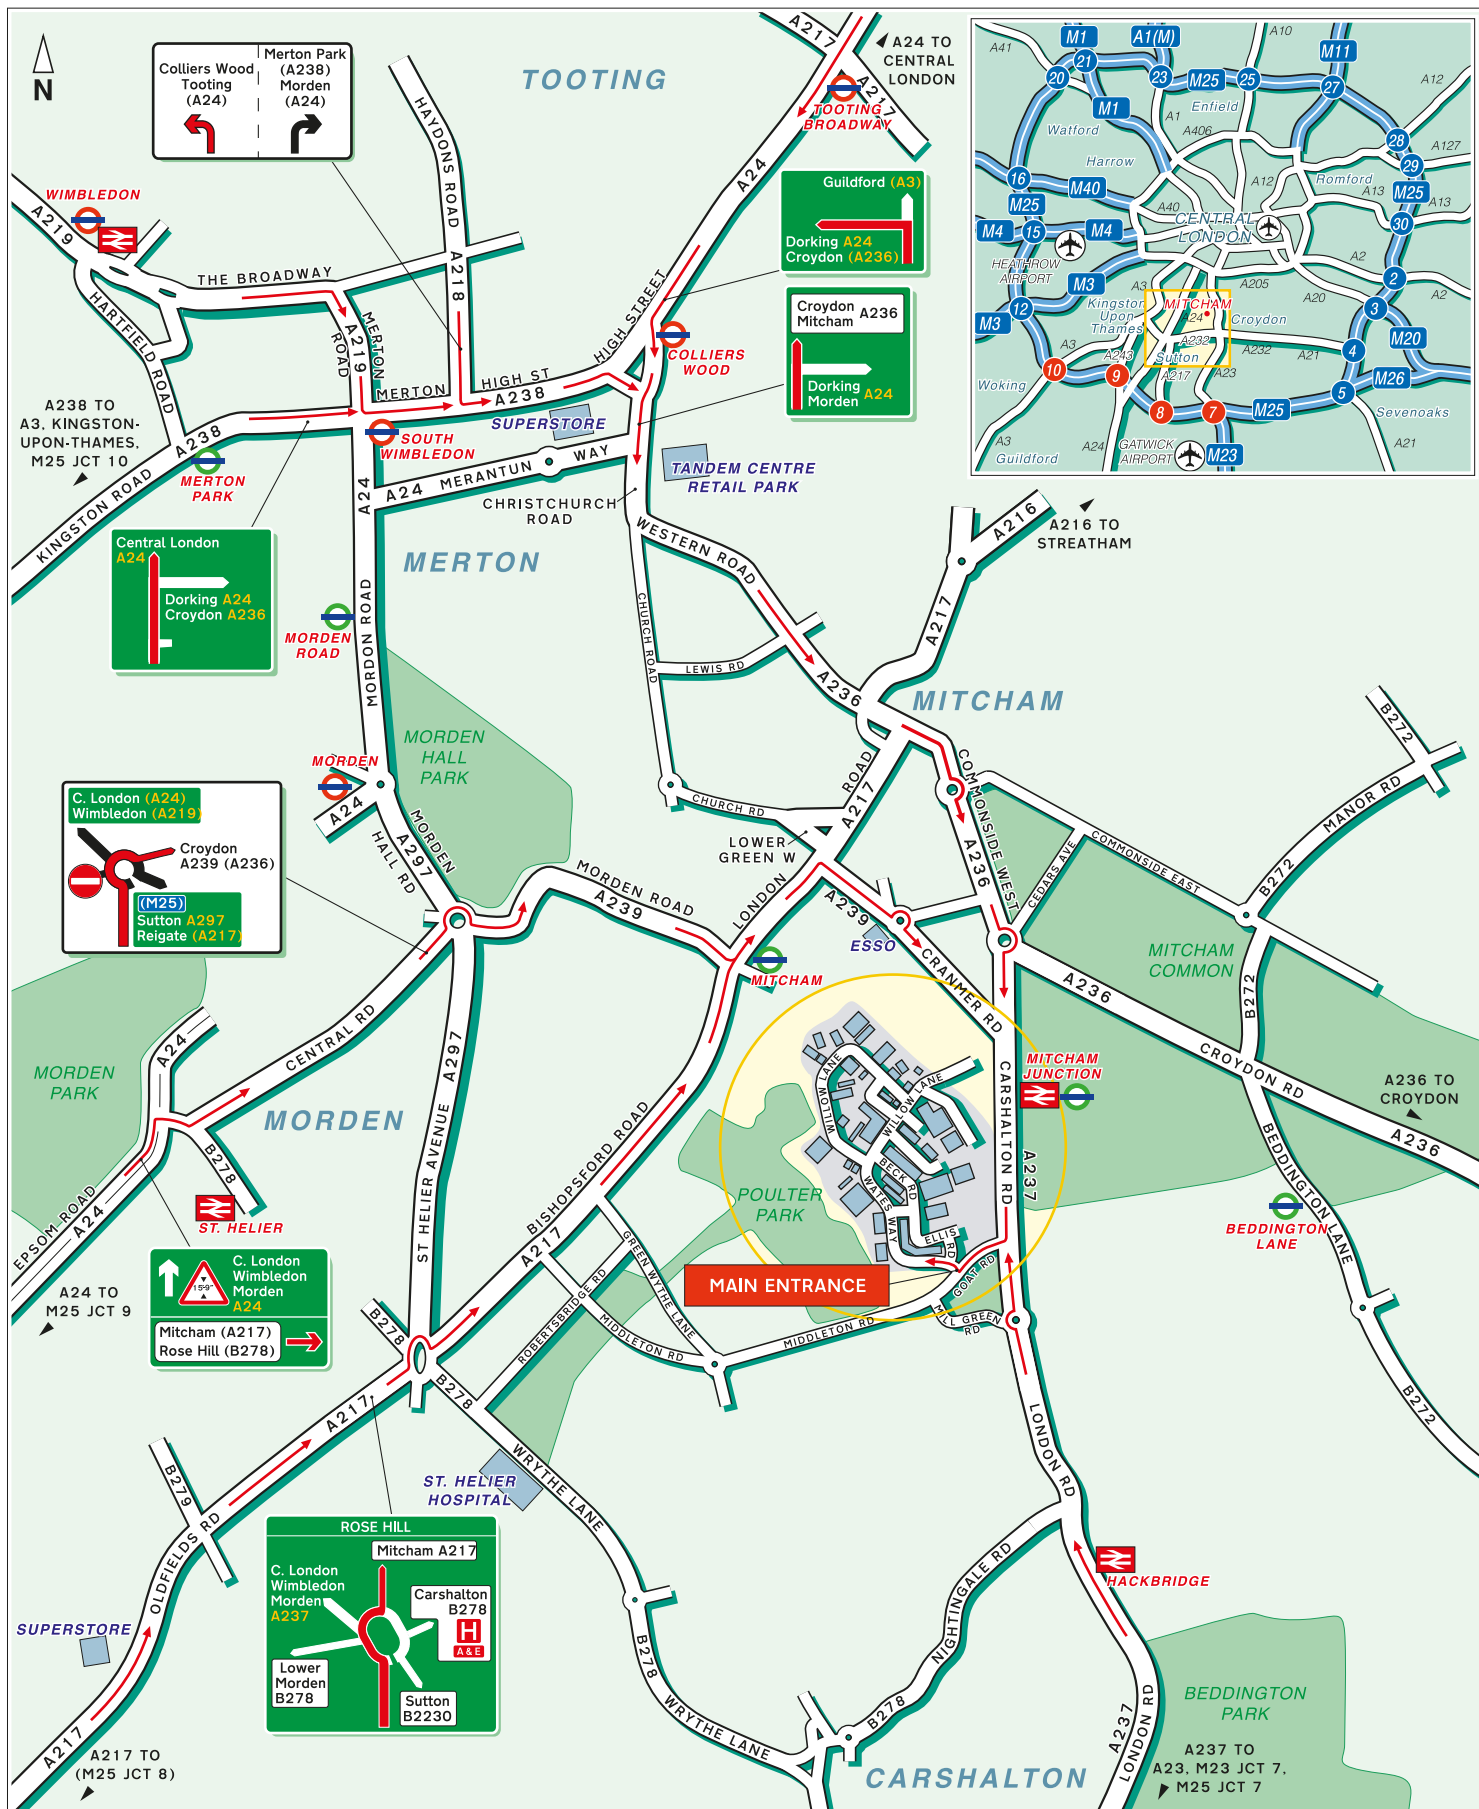 N
Colliers Wood
Tooting
(A24)
Merton Park
(A238)
Morden
(A24)
TOOTING
A217
A24 TO
CENTRAL
LONDON
A217
TOOTING
BROADWAY
HAYDONS ROAD
A218
A24
WIMBLEDON
A219
THE BROADWAY
HARTFIELD ROAD
MERTON
ROAD
A219
MERTON
HIGH ST
A238
HIGH STREET
Guildford (A3)
Dorking A24
Croydon (A236)
Croydon
Mitcham A236
Dorking
Morden A24
COLLIERS
WOOD
SUPERSTORE
A238 TO
A3, KINGSTON-
UPON-THAMES,
M25 JCT 10
A238
KINGSTON ROAD
MERTON
PARK
SOUTH
WIMBLEDON
A24
A24 MERANTUN WAY
CHRISTCHURCH
ROAD
TANDEM CENTRE
RETAIL PARK
Central London
A24
Dorking A24
Croydon A236
MERTON
WESTERN ROAD
MORDEN
ROAD
MORDON ROAD
CHURCH ROAD
LEWIS RD
A236
A216
A216 TO
STREATHAM
A217
MITCHAM
MORDEN
HALL
PARK
MORDEN
A24
C. London (A24)
Wimbledon (A219)
Croydon
A239 (A236)
(M25)
Sutton A297
Reigate (A217)
MORDEN
HALL RD
A297
CHURCH RD
LOWER
GREEN W
LONDON
ROAD
A217
COMMONSIDE WEST
A236
CEDARS AVE
COMMONSIDE EAST
B272
MANOR RD
B272
MORDEN ROAD
A239
A239
ESSO
CRANMER RD
MITCHAM
MITCHAM
COMMON
A236
B272
CROYDON RD
A236 TO
CROYDON
A236
MORDEN
PARK
A24
CENTRAL RD
MORDEN
A297
ST HELIER AVENUE
B278
ST. HELIER
EPSOM ROAD
A24
A24 TO
M25 JCT 9
C. London
Wimbledon
Morden
A24
15'9"
Mitcham (A217)
Rose Hill (B278)
WILLOW LANE
WILLOW LANE
BECK RD
WATES WAY
ELLIS
RD
CARSHALTON RD
A237
MITCHAM
JUNCTION
BEDDINGTON LANE
BEDDINGTON
LANE
B272
POULTER
PARK
MAIN ENTRANCE
GOAT RD
MILL GREEN
RD
MIDDLETON RD
BISHOPSFORD ROAD
A217
GREEN WYTHE LANE
ROBERTSBRIDGE RD
MIDDLETON RD
B278
B278
A217
WRYTHE LANE
ST. HELIER
HOSPITAL
B279
OLDFIELDS RD
SUPERSTORE
ROSE HILL
Mitcham A217
C. London
Wimbledon
Morden
A237
Carshalton
B278
H
A & E
Lower
Morden
B278
Sutton
B2230
A217
A217 TO
(M25 JCT 8)
B278
WRYTHE LANE
B278
NIGHTINGALE RD
LONDON RD
HACKBRIDGE
BEDDINGTON
PARK
A237
LONDON RD
A237 TO
A23, M23 JCT 7,
M25 JCT 7
CARSHALTON
A41
M1
A1(M)
A10
M11
20
21
23
M25
25
27
A12
Enfield
M1
Watford
A1
A406
28
A127
29
Harrow
Romford
16
M40
A12
A13
M25
M25
A40
A13
30
M4
15
M4
CENTRAL
LONDON
HEATHROW
AIRPORT
A2
2
M3
A3
A205
A20
A2
12
Kingston
Upon
Thames
MITCHAM
A24
Croydon
3
M3
A232
A232
A21
M20
4
A3
A243
Sutton
10
9
A217
A23
M26
Woking
5
8
7
M25
Sevenoaks
A3
Guildford
A24
GATWICK
AIRPORT
M23
A21